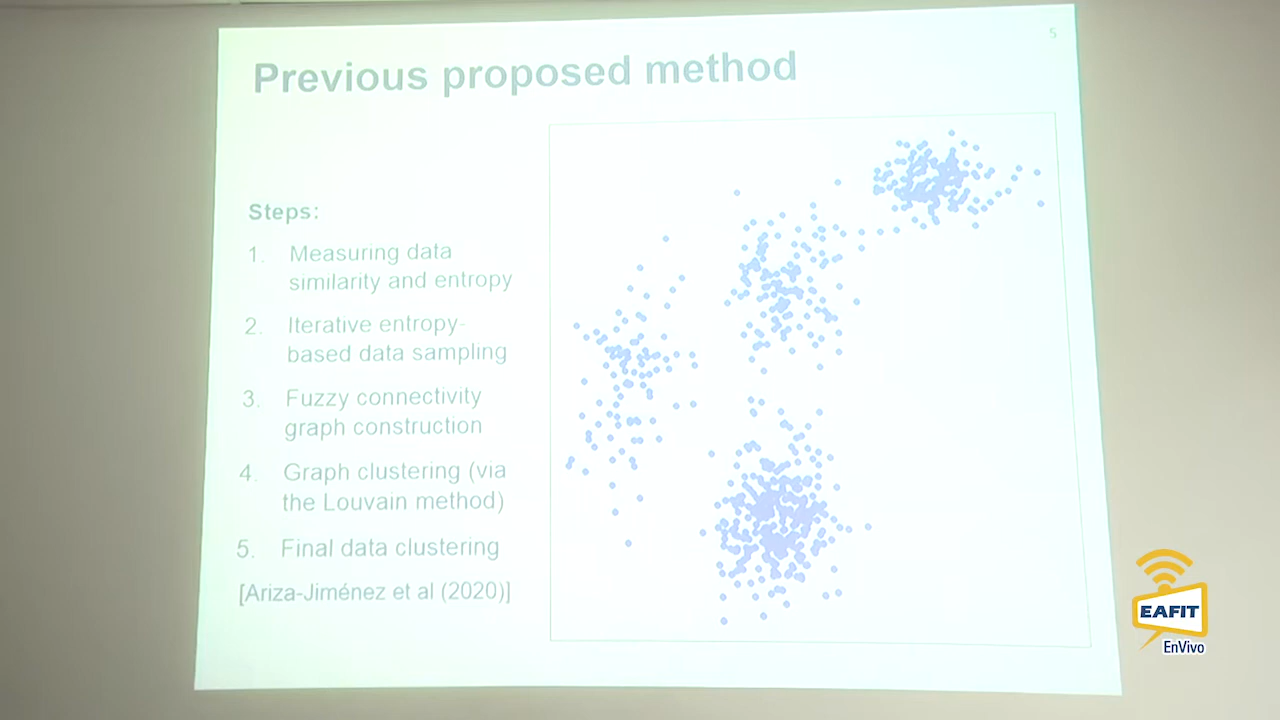 5
Previous proposed method
Steps:
1. Measuring data
similarity and entropy
2. Iterative entropy-
based data sampling
3. Fuzzy connectivity
graph construction
4. Graph clustering (via
the Louvain method)
5. Final data clustering
[Ariza-Jiménez et al (2020)]
EAFIT
EnVivo